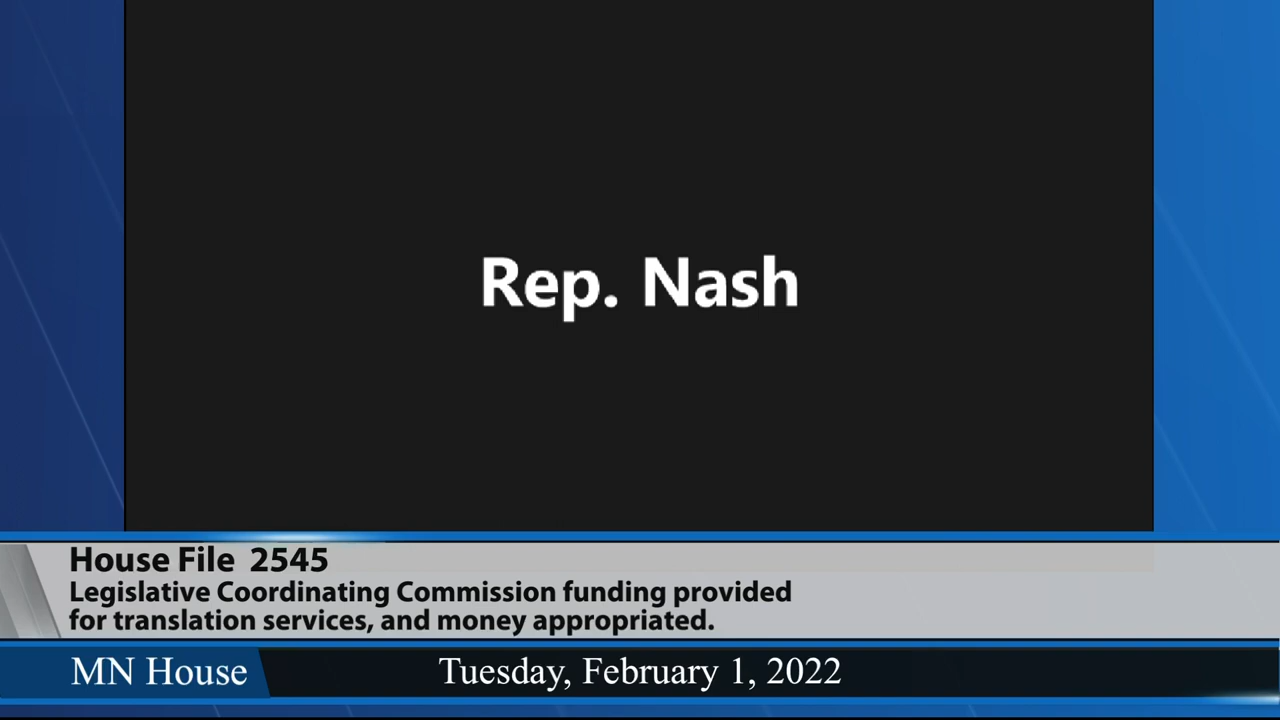 Rep. Nash
House File 2545
Legislative Coordinating Commission funding provided
for translation services, and money appropriated.
MN House
Tuesday, February 1, 2022